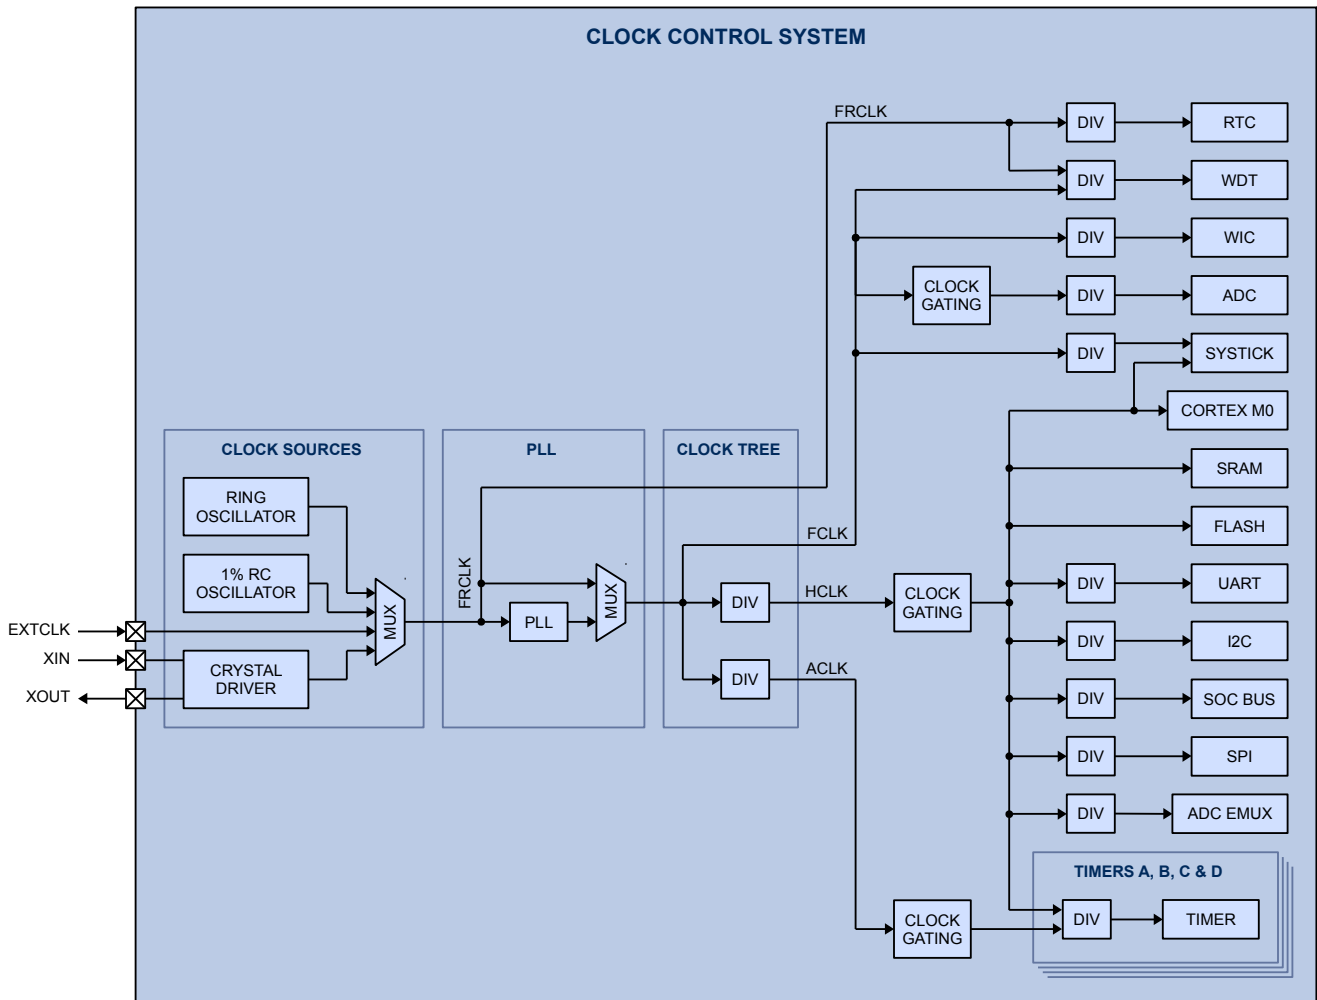 CLOCK CONTROL SYSTEM
FRCLK
DIV
RTC
DIV
WDT
DIV
WIC
CLOCK
GATING
DIV
ADC
DIV
SYSTICK
CORTEX M0
CLOCK SOURCES
PLL
CLOCK TREE
SRAM
RING
OSCILLATOR
FLASH
FCLK
1% RC
OSCILLATOR
MUX
FRCLK
PLL
MUX
DIV
HCLK
CLOCK
GATING
DIV
UART
EXTCLK
XIN
XOUT
CRYSTAL
DRIVER
DIV
ACLK
DIV
I2C
DIV
SOC BUS
DIV
SPI
DIV
ADC EMUX
TIMERS A, B, C & D
CLOCK
GATING
DIV
TIMER